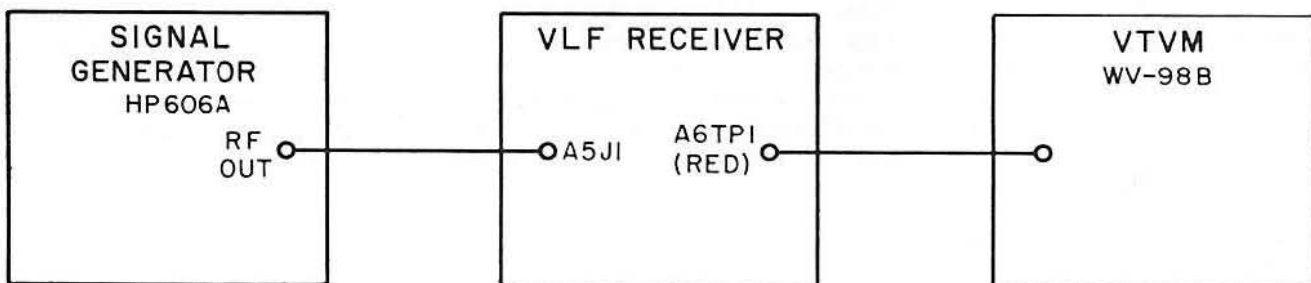 SIGNAL
GENERATOR
HP606A
RF
OUT
VLF RECEIVER
A5J1
A6TP1
(RED)
VTVM
WV-98B